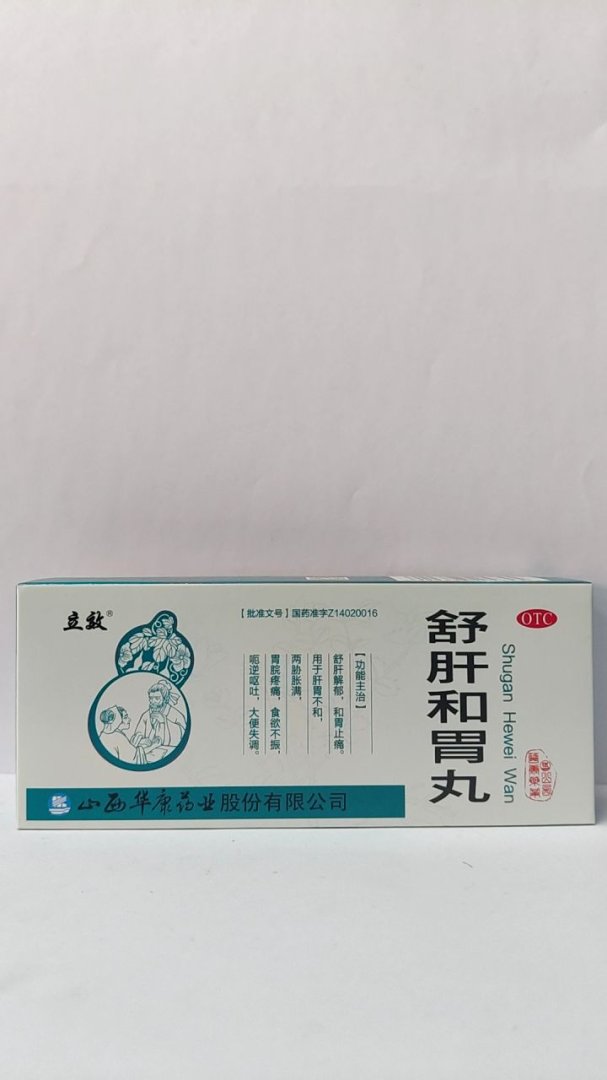 立效®
【批准文号】国药准字Z14020016
【功能主治】
舒肝解郁，和胃止痛。
用于肝胃不和，
两胁胀满，
胃脘疼痛，食欲不振，
呃逆呕吐，大便失调。
舒肝和胃丸
Shugan Hewei Wan
OTC
山西华康药业股份有限公司